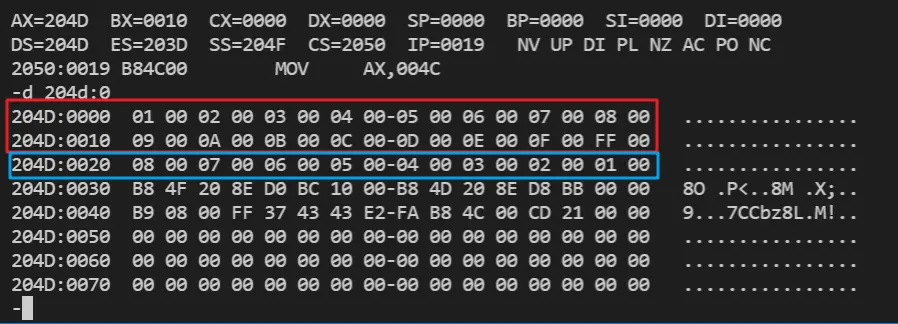 AX=204D  BX=0010  CX=0000  DX=0000  SP=0000  BP=0000  SI=0000  DI=0000
DS=204D  ES=203D  SS=204F  CS=2050  IP=0019   NV UP DI PL NZ AC PO NC
2050:0019 B84C00        MOV     AX,004C
-d 204d:0
204D:0000  01 00 02 00 03 00 04 00-05 00 06 00 07 00 08 00   ................
204D:0010  09 00 0A 00 0B 00 0C 00-0D 00 0E 00 0F 00 FF 00   ................
204D:0020  08 00 07 00 06 00 05 00-04 00 03 00 02 00 01 00   ................
204D:0030  B8 4F 20 8E D0 BC 10 00-B8 4D 20 8E D8 BB 00 00   8O .P<..8M .X;..
204D:0040  B9 08 00 FF 37 43 43 E2-FA B8 4C 00 CD 21 00 00   9...7CCbz8L.M!..
204D:0050  00 00 00 00 00 00 00 00-00 00 00 00 00 00 00 00   ................
204D:0060  00 00 00 00 00 00 00 00-00 00 00 00 00 00 00 00   ................
204D:0070  00 00 00 00 00 00 00 00-00 00 00 00 00 00 00 00   ................
-